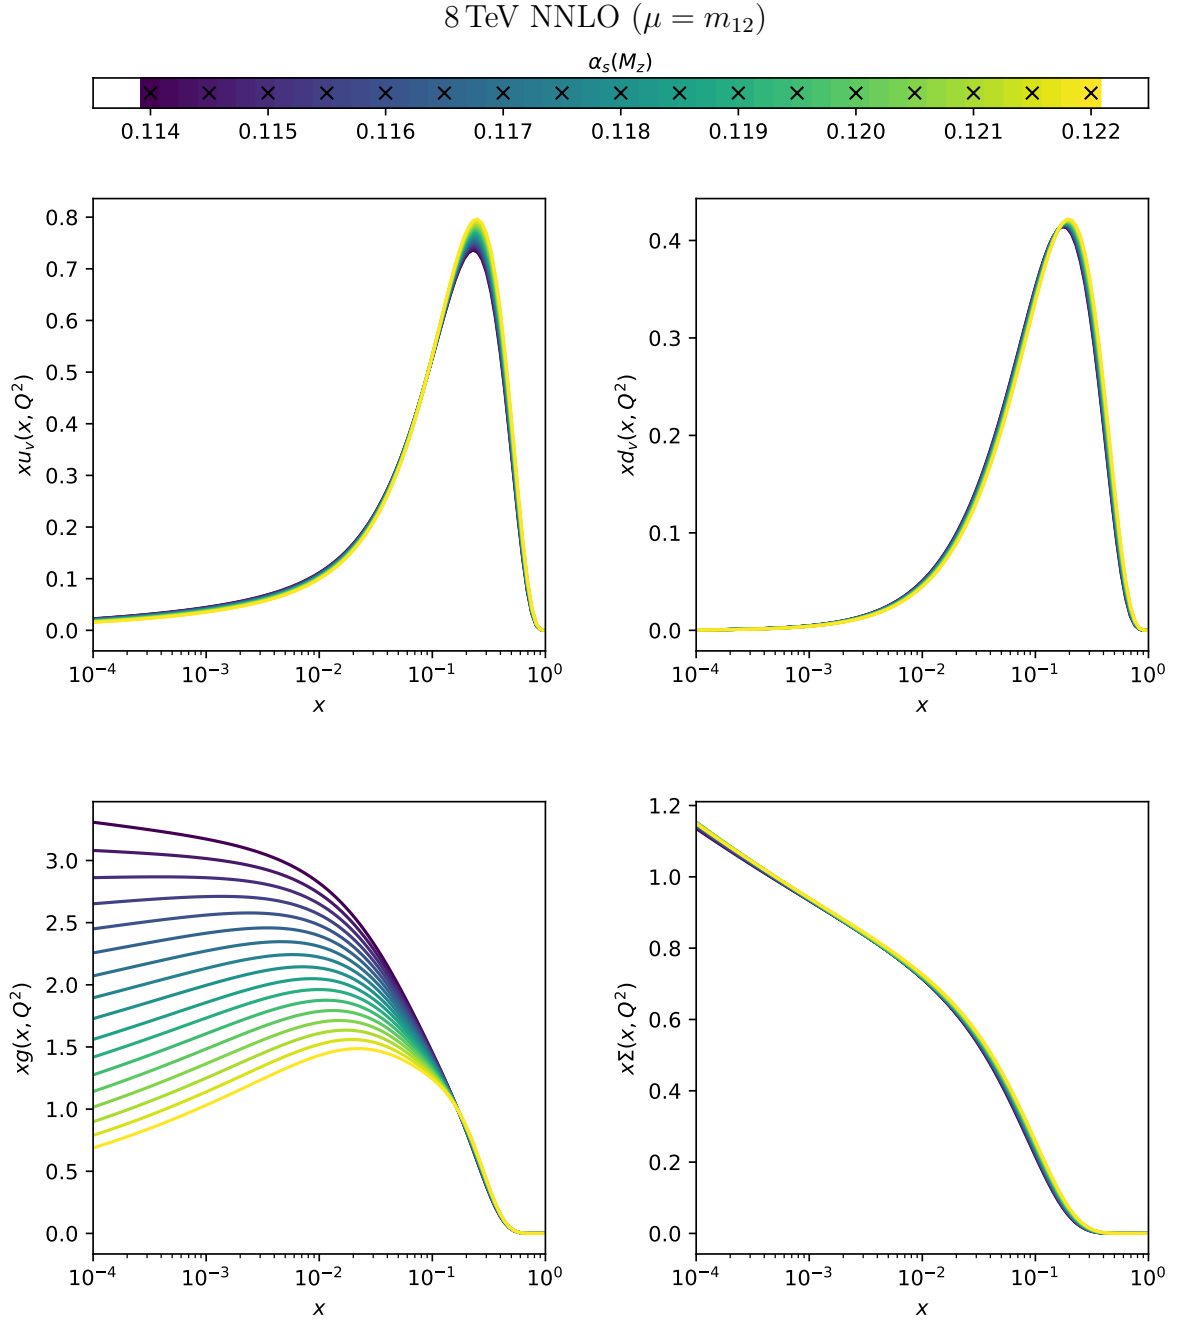 8 TeV NNLO (μ = m₁₂)
αₛ(M_z)
0.114 0.115 0.116 0.117 0.118 0.119 0.120 0.121 0.122
0.8
0.7
0.6
0.5
0.4
0.3
0.2
0.1
0.0
xuᵥ(x, Q²)
10⁻⁴ 10⁻³ 10⁻² 10⁻¹ 10⁰
x
0.4
0.3
0.2
0.1
0.0
xdᵥ(x, Q²)
10⁻⁴ 10⁻³ 10⁻² 10⁻¹ 10⁰
x
3.0
2.5
2.0
1.5
1.0
0.5
0.0
xg(x, Q²)
10⁻⁴ 10⁻³ 10⁻² 10⁻¹ 10⁰
x
1.2
1.0
0.8
0.6
0.4
0.2
0.0
xΣ(x, Q²)
10⁻⁴ 10⁻³ 10⁻² 10⁻¹ 10⁰
x